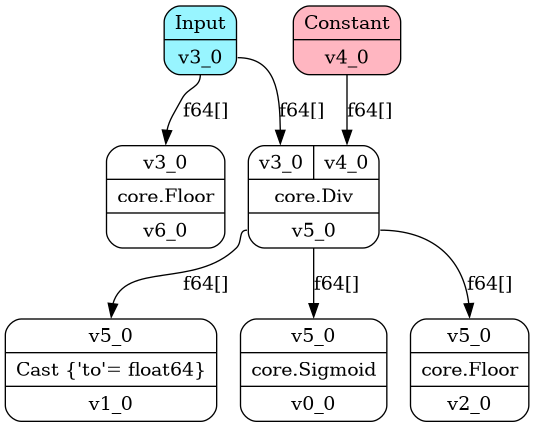 Input
v3_0
Constant
v4_0
f64[]
f64[]
f64[]
v3_0
core.Floor
v6_0
v3_0 v4_0
core.Div
v5_0
f64[]
f64[]
f64[]
v5_0
Cast {'to'= float64}
v1_0
v5_0
core.Sigmoid
v0_0
v5_0
core.Floor
v2_0